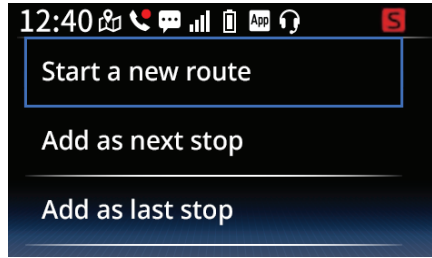 12:40 App S
Start a new route
Add as next stop
Add as last stop